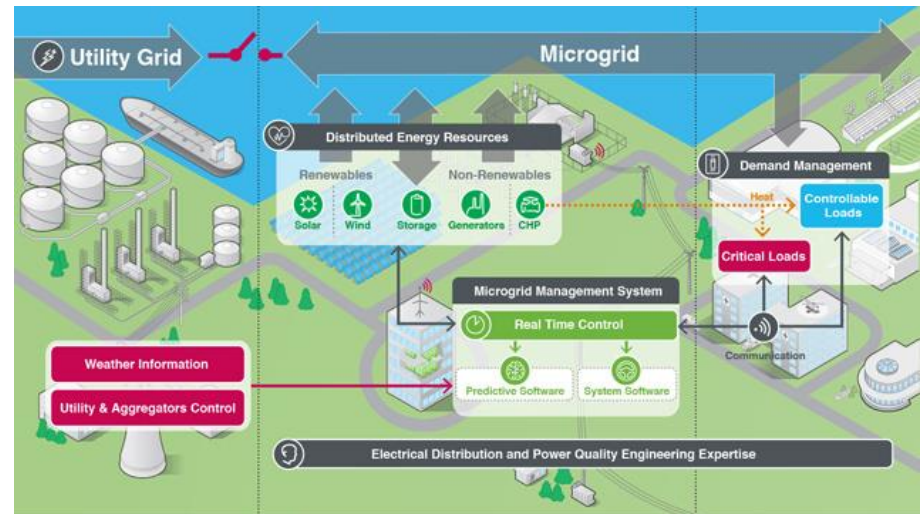 Utility Grid
Microgrid
Distributed Energy Resources
Renewables
Non-Renewables
Solar
Wind
Storage
Generators
CHP
Demand Management
Heat
Controllable
Loads
Critical Loads
Microgrid Management System
Real Time Control
Communication
Weather Information
Predictive Software
System Software
Utility & Aggregators Control
Electrical Distribution and Power Quality Engineering Expertise